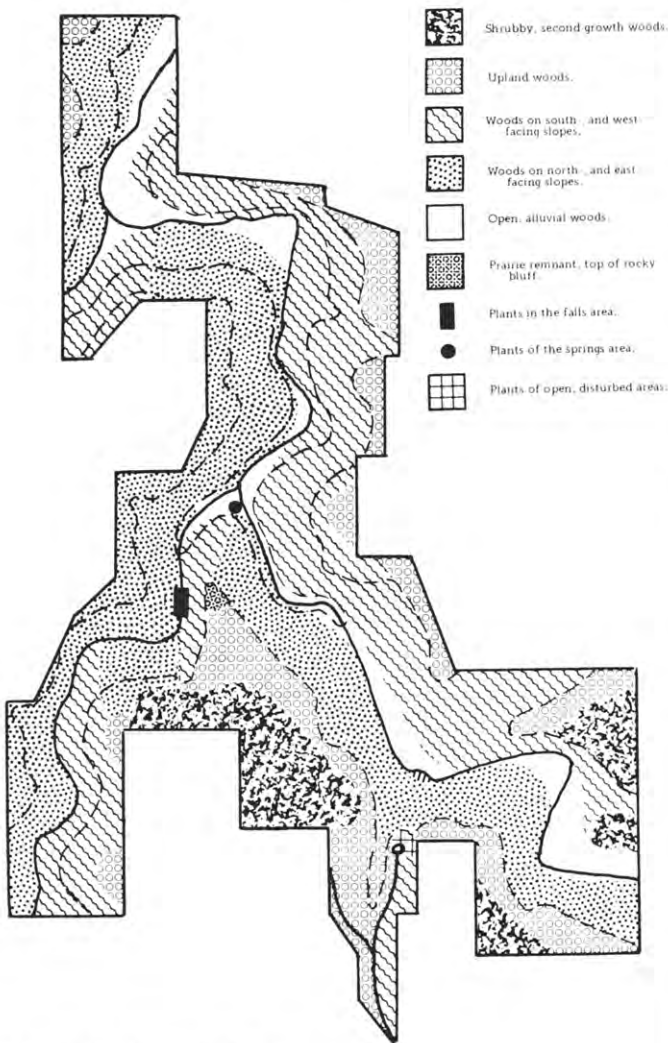 Shrubby, second growth woods.
Upland woods.
Woods on south-, and west-
facing slopes.
Woods on north-, and east
facing slopes.
Open, alluvial woods.
Prairie remnant, top of rocky
bluff.
Plants in the falls area.
Plants of the springs area.
Plants of open, disturbed areas.